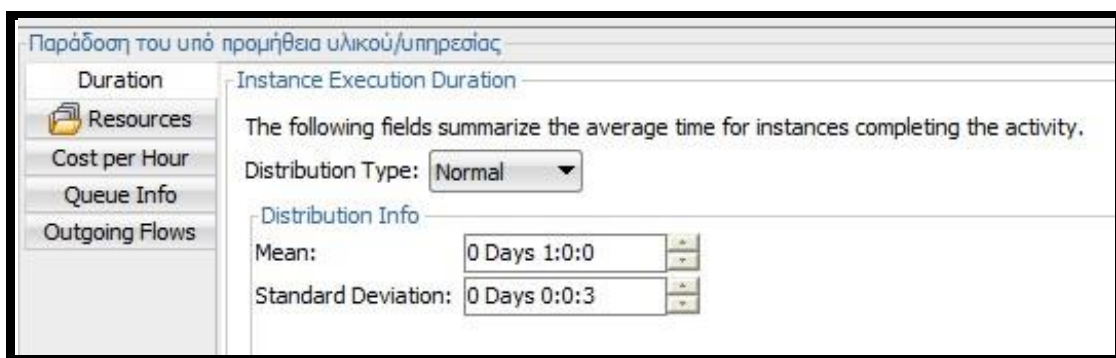 Παράδοση του υπό προμήθεια υλικού/υπηρεσίας
Duration
Resources
Cost per Hour
Queue Info
Outgoing Flows
Instance Execution Duration
The following fields summarize the average time for instances completing the activity.
Distribution Type: Normal
Distribution Info
Mean: 0 Days 1:0:0
Standard Deviation: 0 Days 0:0:3